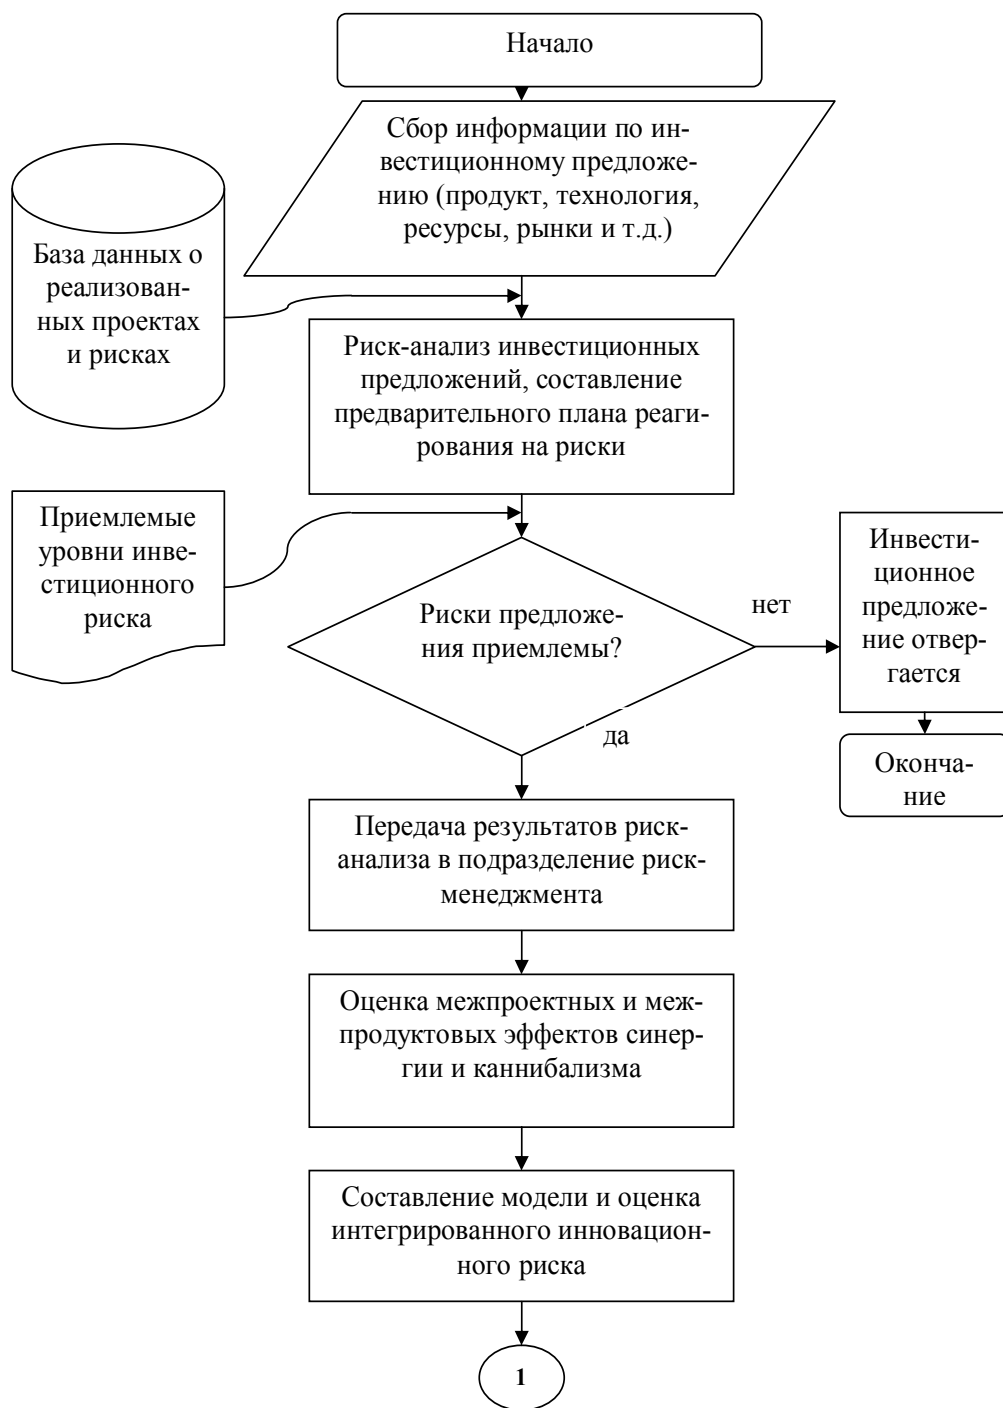 Начало
Сбор информации по ин-
вестиционному предложе-
нию (продукт, технология,
ресурсы, рынки и т.д.)
База данных о
реализован-
ных проектах
и рисках
Риск-анализ инвестиционных
предложений, составление
предварительного плана реаги-
рования на риски
Приемлемые
уровни инве-
стиционного
риска
Риски предложе-
ния приемлемы?
нет
Инвести-
ционное
предложе-
ние отвер-
гается
да
Оконча-
ние
Передача результатов риск-
анализа в подразделение риск-
менеджмента
Оценка межпроектных и меж-
продуктовых эффектов синер-
гии и каннибализма
Составление модели и оценка
интегрированного инновацион-
ного риска
1